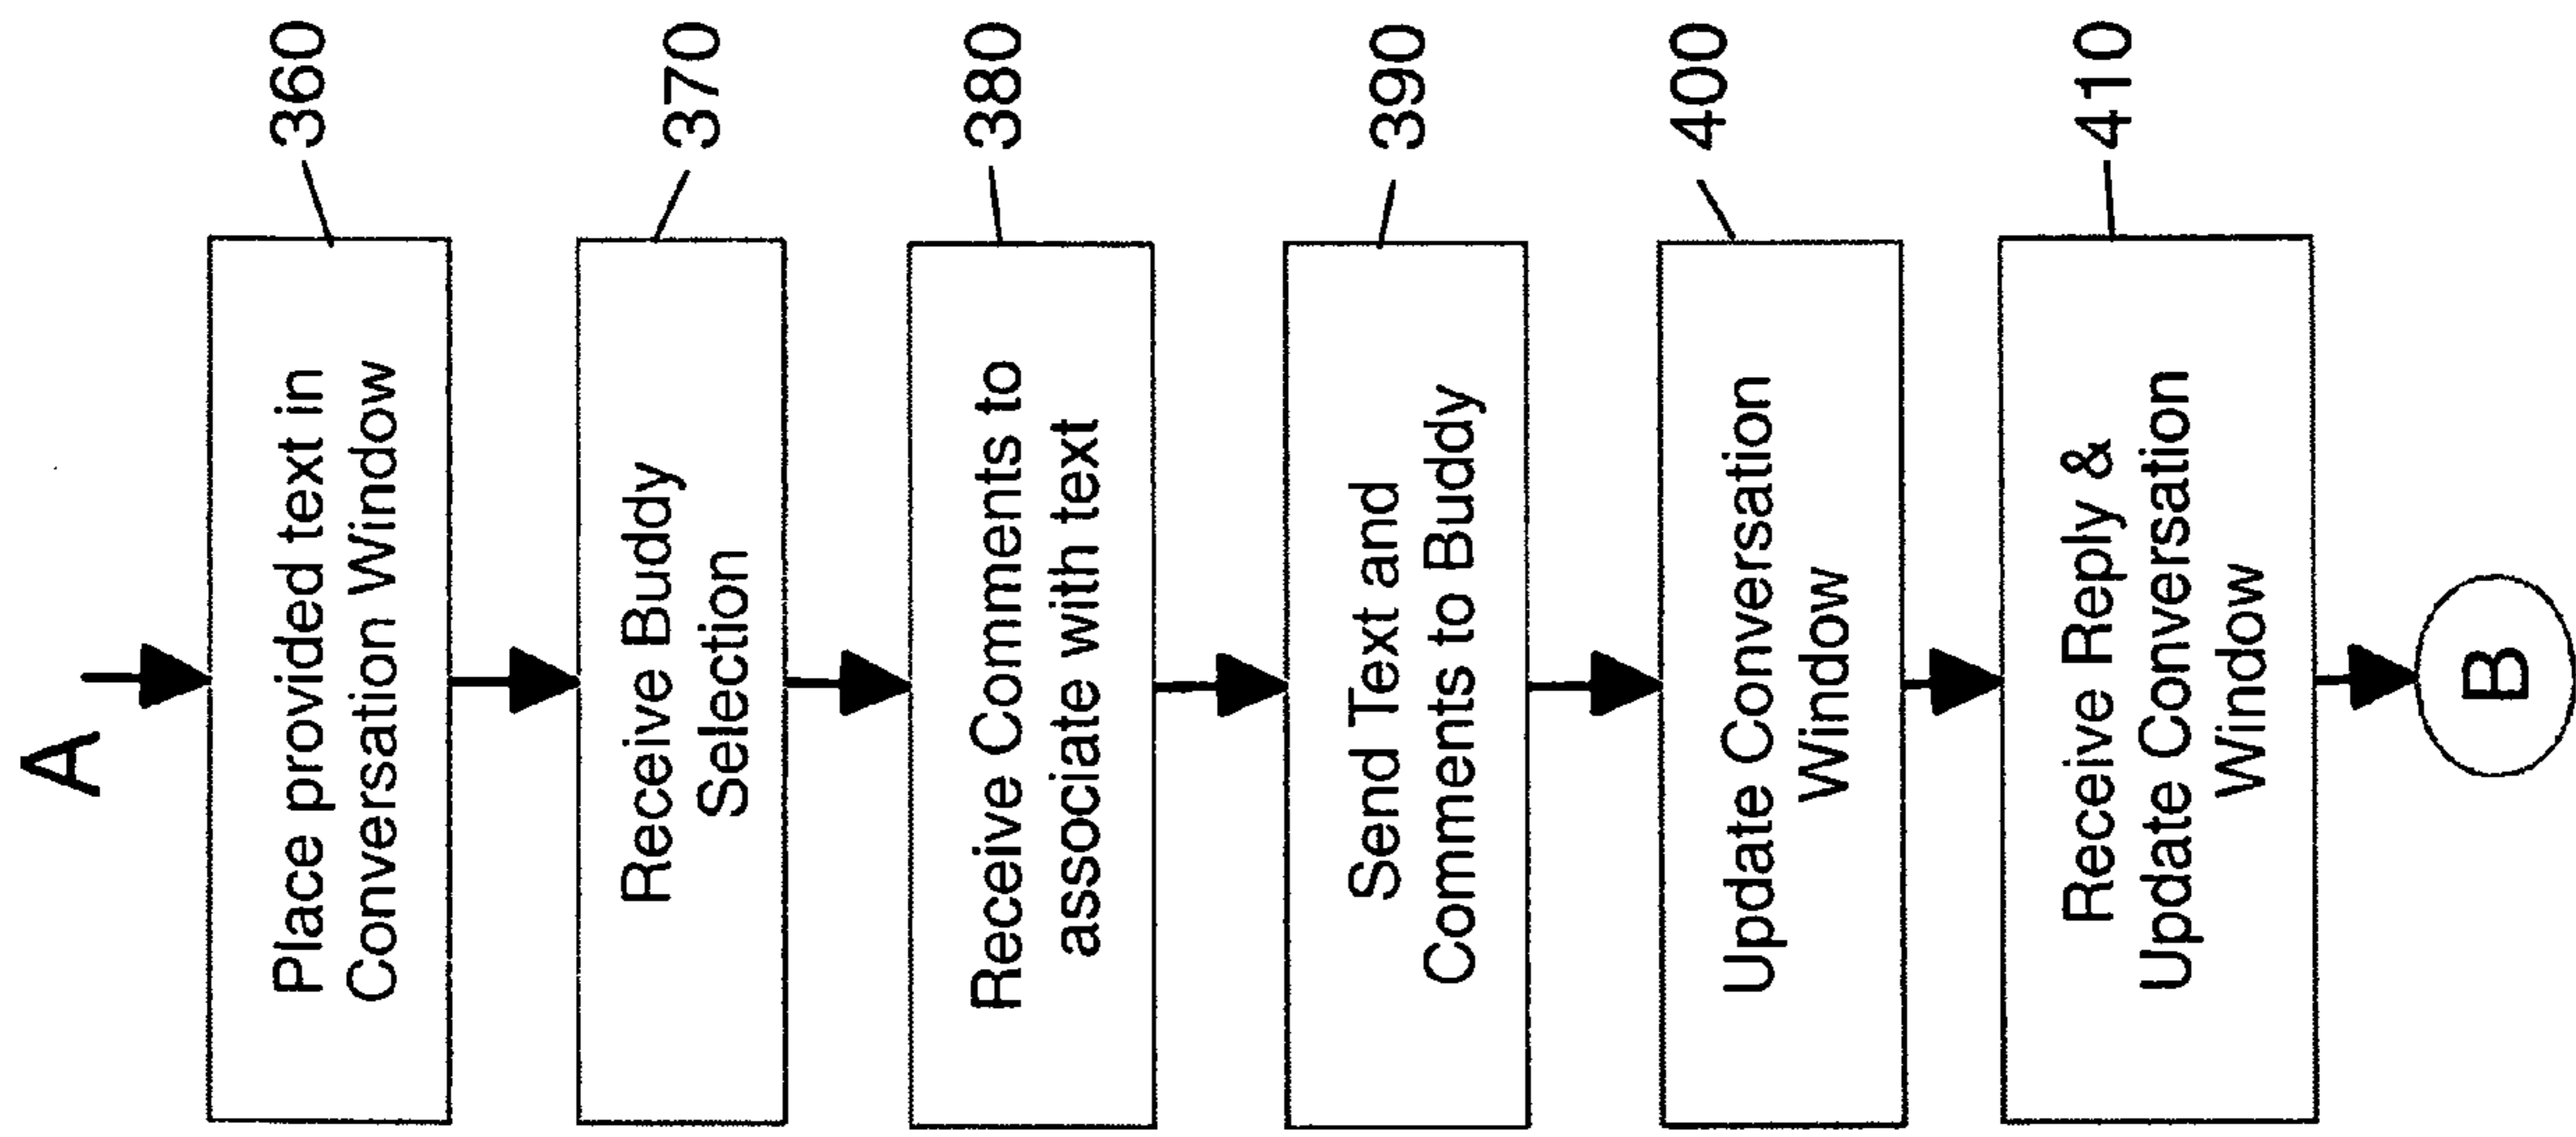 A
Place provided text in
Conversation Window
360
Receive Buddy
Selection
370
Receive Comments to
associate with text
380
Send Text and
Comments to Buddy
390
Update Conversation
Window
400
Receive Reply &
Update Conversation
Window
410
B